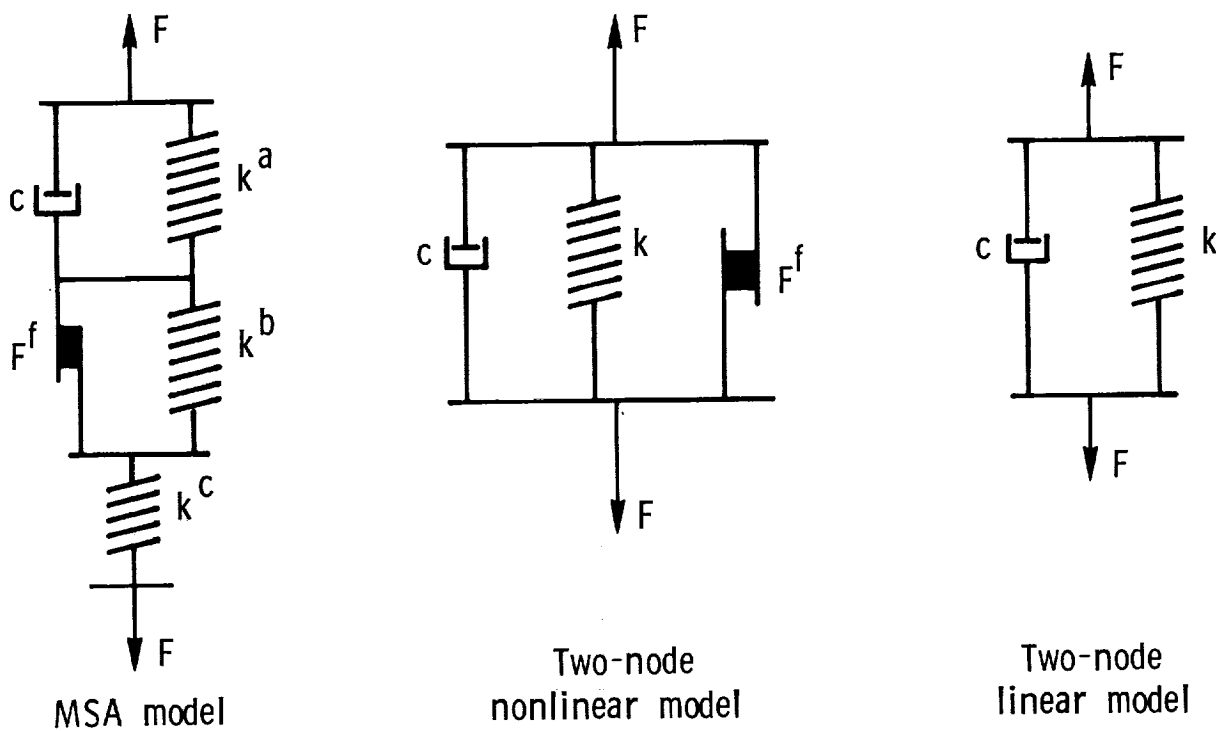 F
F
F
c
k^a
c
k
F^f
c
k
F^f
k^b
k^c
F
F
F
MSA model
Two-node
nonlinear model
Two-node
linear model